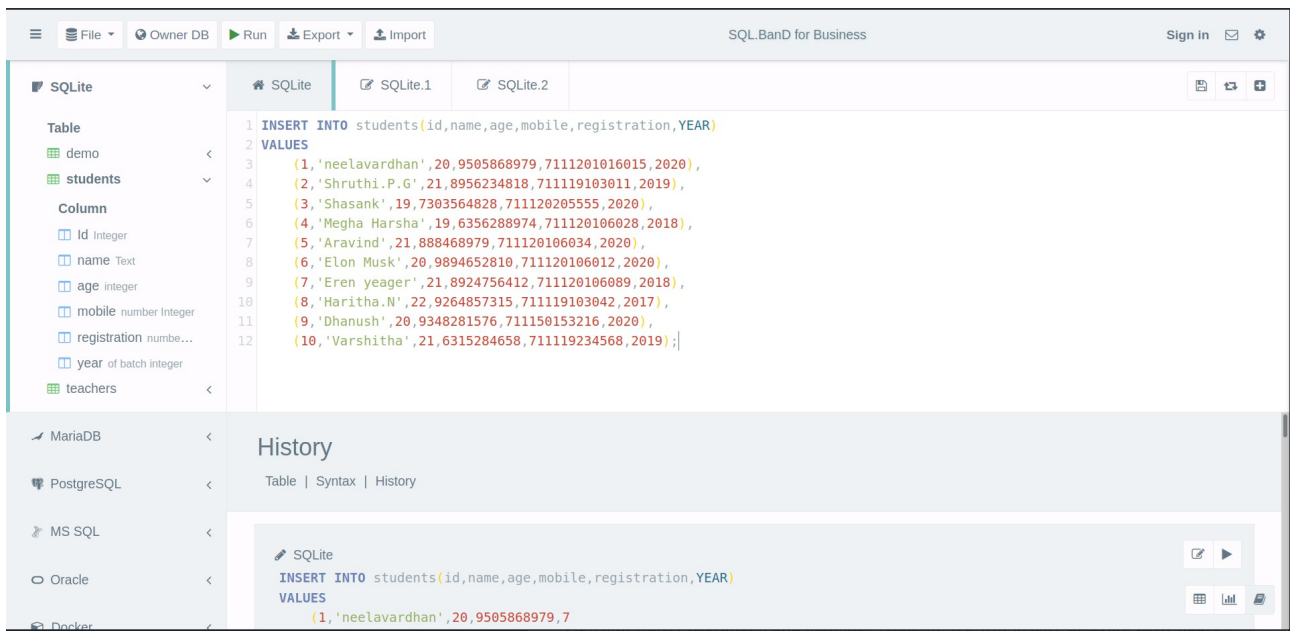 File Owner DB Run Export Import SQL.BanD for Business Sign in
SQLite
Table
demo
students
Column
Id Integer
name Text
age integer
mobile number Integer
registration numbe...
year of batch integer
teachers
MariaDB
PostgreSQL
MS SQL
Oracle
Docker
SQLite SQLite.1 SQLite.2
1 INSERT INTO students(id,name,age,mobile,registration,YEAR)
2 VALUES
3 (1,'neelavardhan',20,9505868979,7111201016015,2020),
4 (2,'Shruthi.P.G',21,8956234818,711119103011,2019),
5 (3,'Shasank',19,7303564828,711120205555,2020),
6 (4,'Megha Harsha',19,6356288974,711120106028,2018),
7 (5,'Aravind',21,888468979,711120106034,2020),
8 (6,'Elon Musk',20,9894652810,711120106012,2020),
9 (7,'Eren yeager',21,8924756412,711120106089,2018),
10 (8,'Haritha.N',22,9264857315,711119103042,2017),
11 (9,'Dhanush',20,9348281576,711150153216,2020),
12 (10,'Varshitha',21,6315284658,711119234568,2019);
History
Table | Syntax | History
SQLite
INSERT INTO students(id,name,age,mobile,registration,YEAR)
VALUES
(1,'neelavardhan',20,9505868979,7